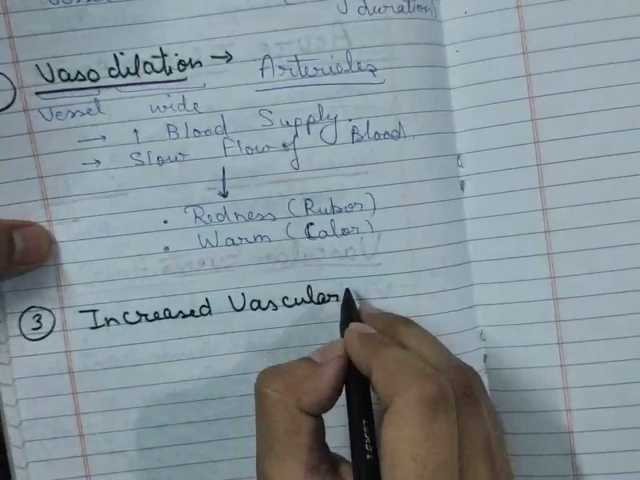 duration
Vasodilation → Arterioles
Vessel wide
→ ↑ Blood Supply.
→ Slow Flow of Blood.
↓
• Redness (Rubor)
• Warm (Calor)
③ Increased Vascular